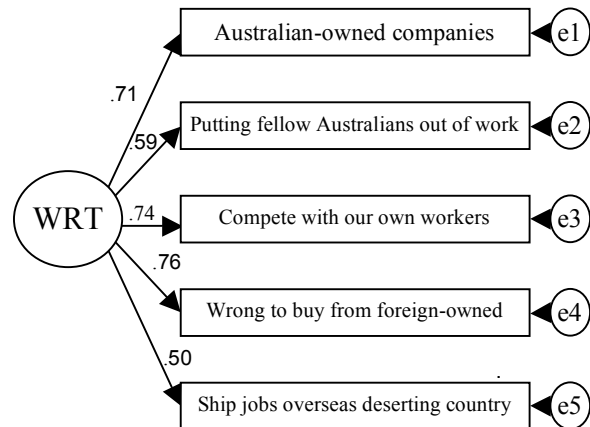 Australian-owned companies
e1
.71
Putting fellow Australians out of work
e2
.59
WRT
.74
Compete with our own workers
e3
.76
Wrong to buy from foreign-owned
e4
.50
Ship jobs overseas deserting country
e5